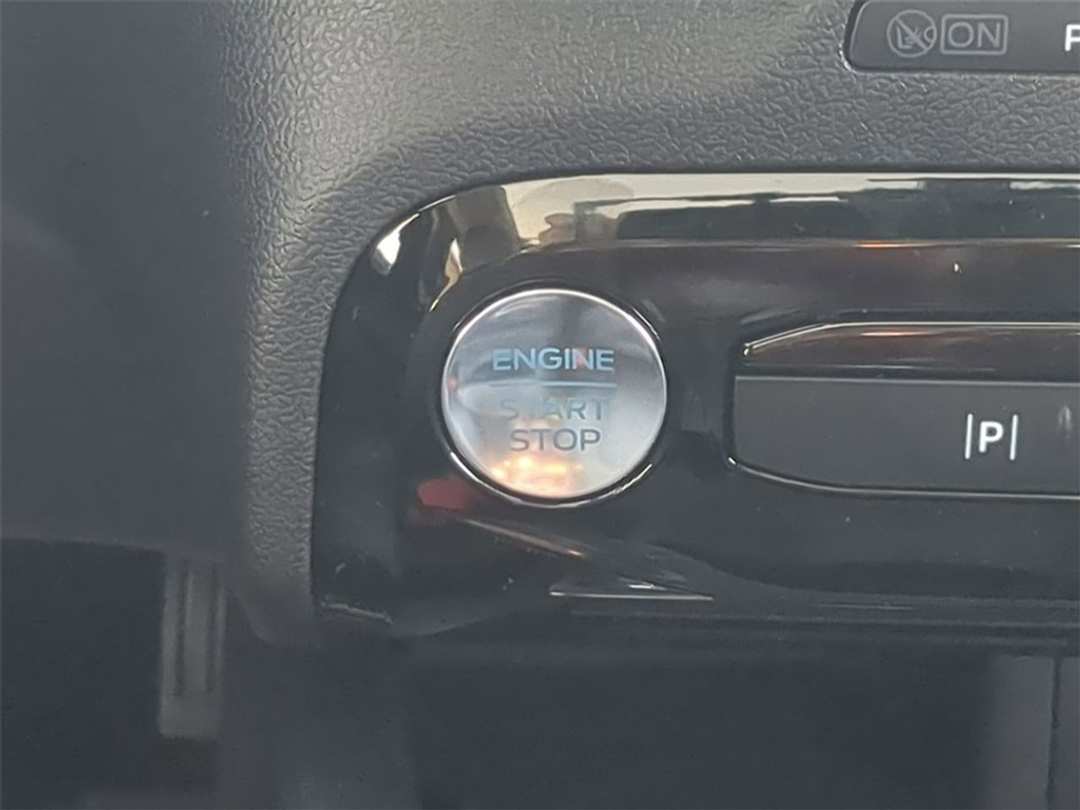 ON
ENGINE
START
STOP
|P|